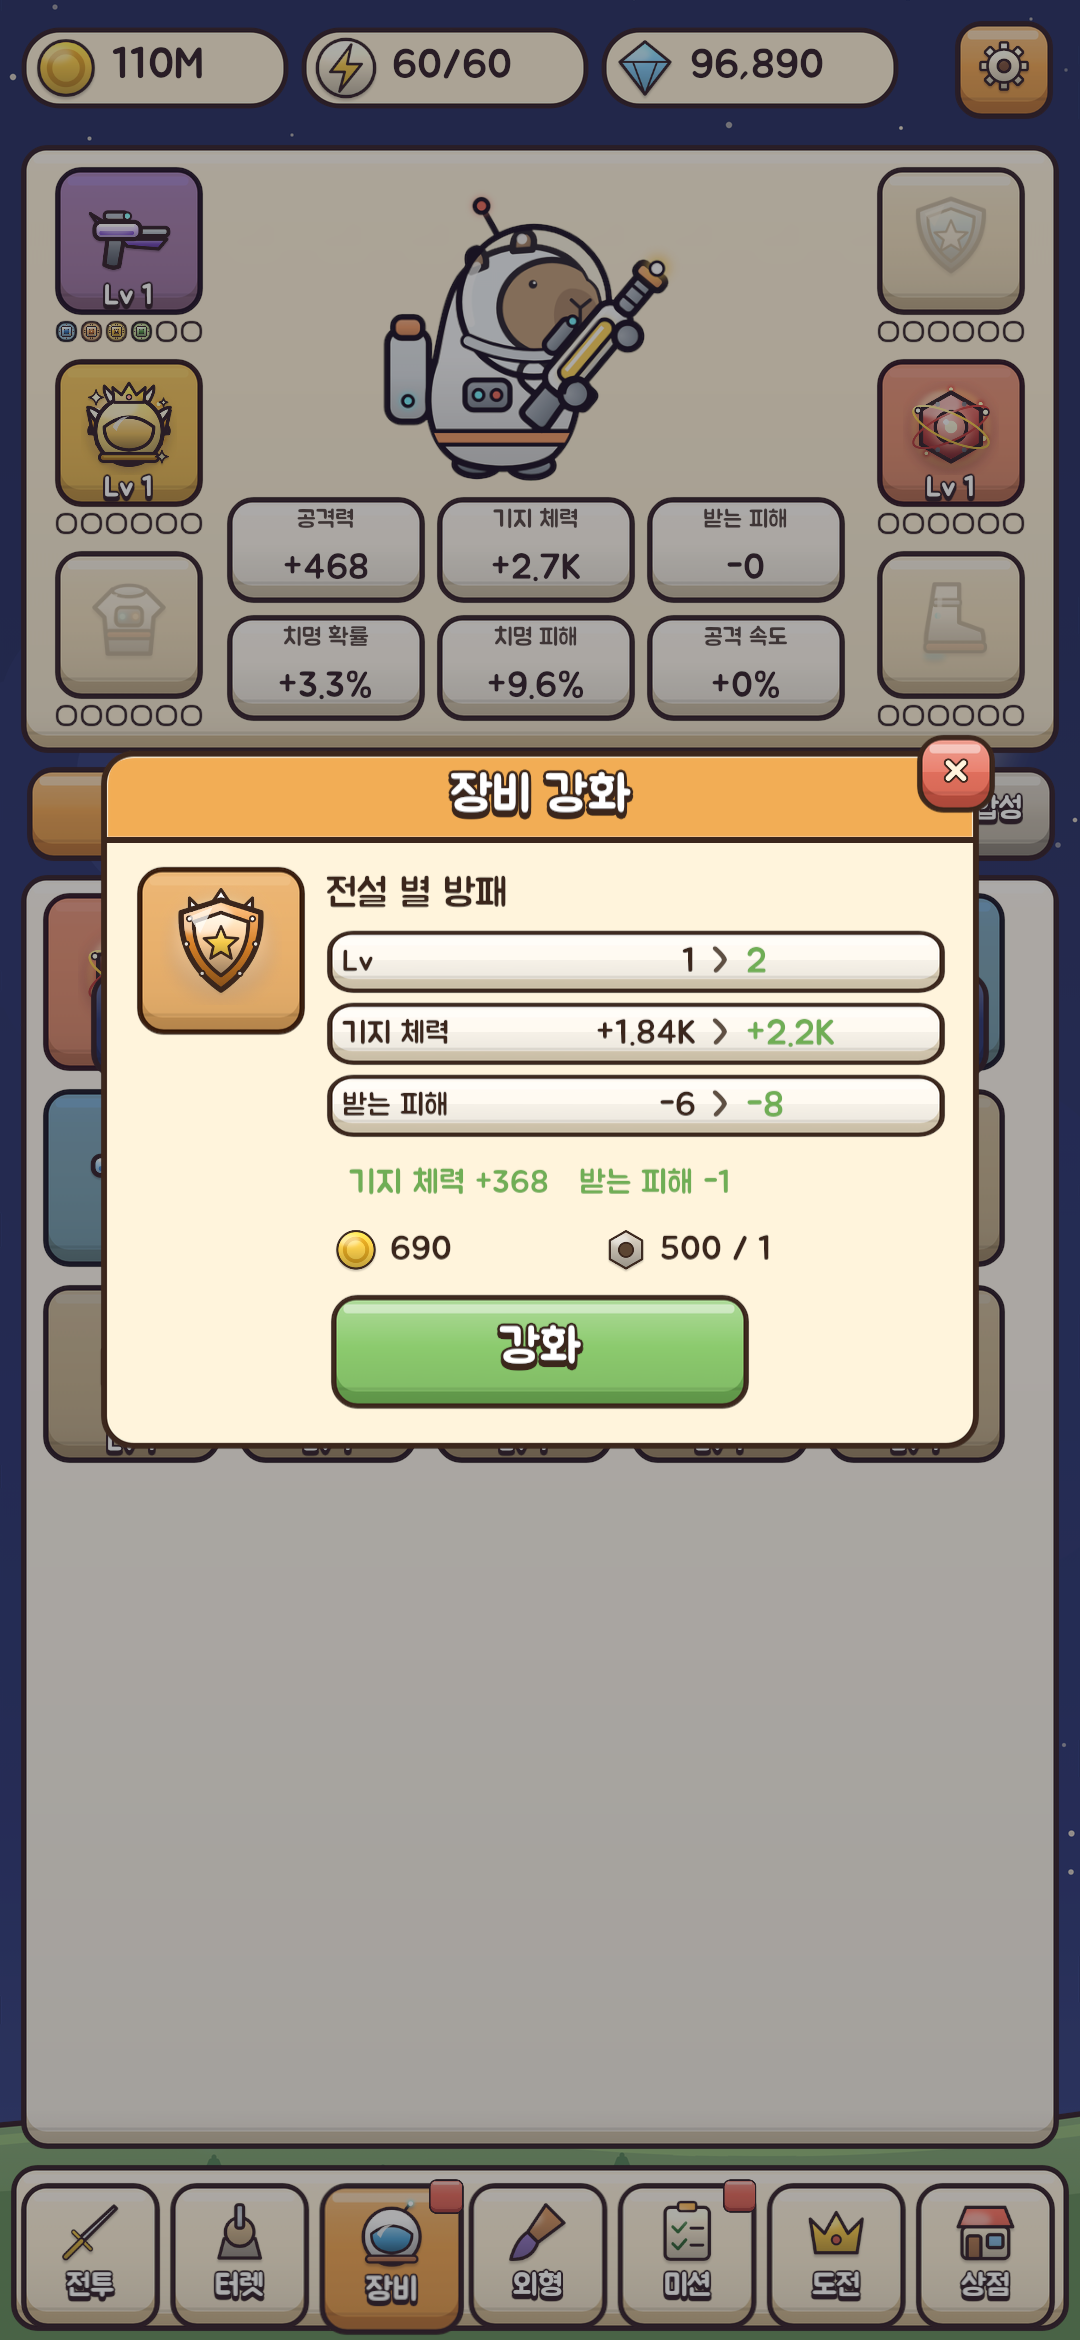 110M
60/60
96,890
Lv 1
Lv 1
Lv 1
공격력
기지 체력
받는 피해
+468
+2.7K
-0
치명 확률
치명 피해
공격 속도
+3.3%
+9.6%
+0%
장비 강화
전설 별 방패
Lv 1 > 2
기지 체력 +1.84K > +2.2K
받는 피해 -6 > -8
기지 체력 +368 받는 피해 -1
690
500 / 1
강화
전투
터렛
장비
외형
미션
도전
상점